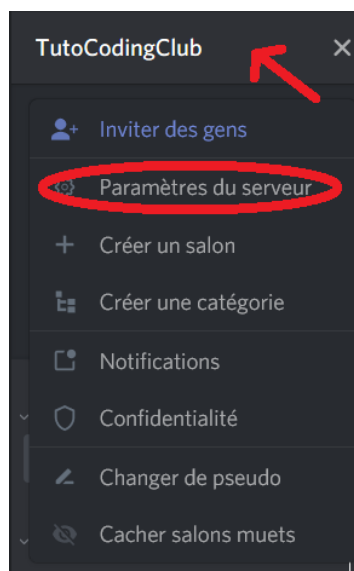 TutoCodingClub
Inviter des gens
Paramètres du serveur
Créer un salon
Créer une catégorie
Notifications
Confidentialité
Changer de pseudo
Cacher salons muets